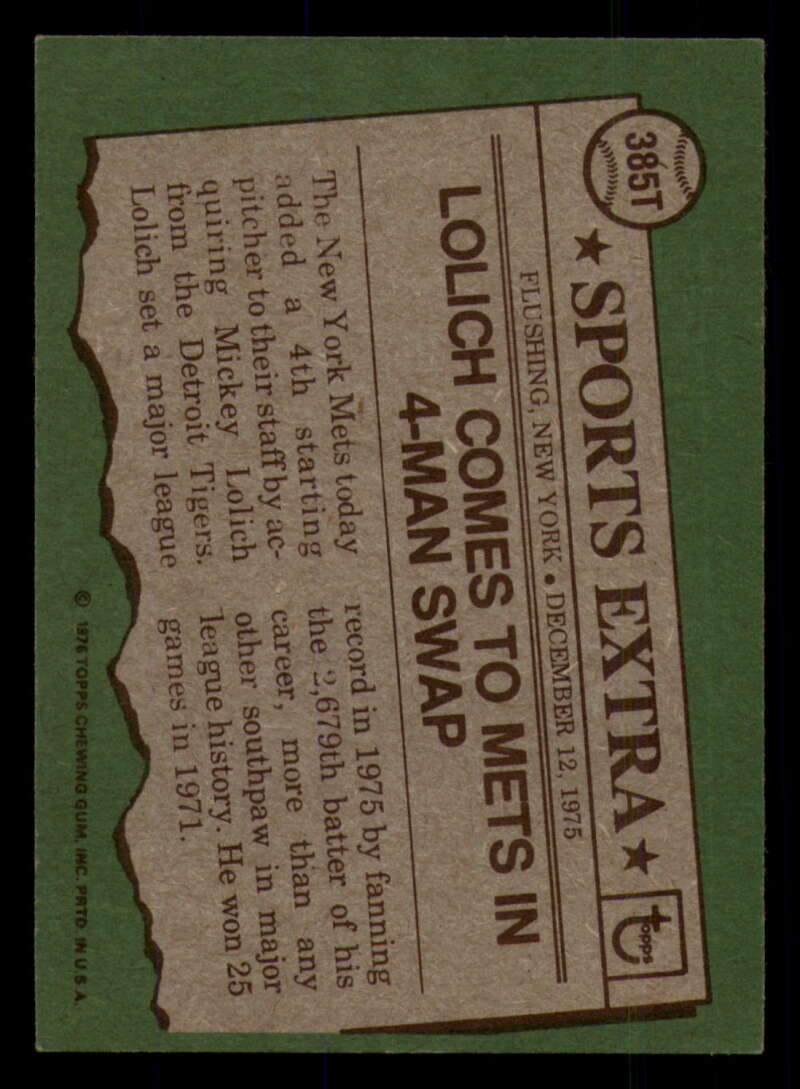 385T
★ SPORTS EXTRA ★
topps
FLUSHING, NEW YORK • DECEMBER 12, 1975
LOLICH COMES TO METS IN
4-MAN SWAP
The New York Mets today
added a 4th starting
pitcher to their staff by ac-
quiring Mickey Lolich
from the Detroit Tigers.
Lolich set a major league
record in 1975 by fanning
the 2,679th batter of his
career, more than any
other southpaw in major
league history. He won 25
games in 1971.
© 1976 TOPPS CHEWING GUM, INC. PRTD. IN U.S.A.